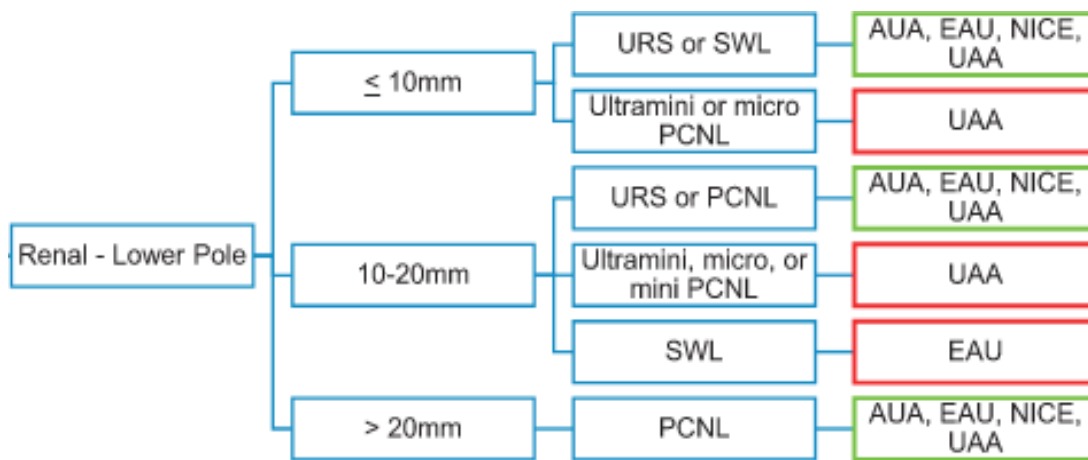 ≤ 10mm
URS or SWL
AUA, EAU, NICE,
UAA
Ultramini or micro
PCNL
UAA
Renal - Lower Pole
10-20mm
URS or PCNL
AUA, EAU, NICE,
UAA
Ultramini, micro, or
mini PCNL
UAA
SWL
EAU
> 20mm
PCNL
AUA, EAU, NICE,
UAA